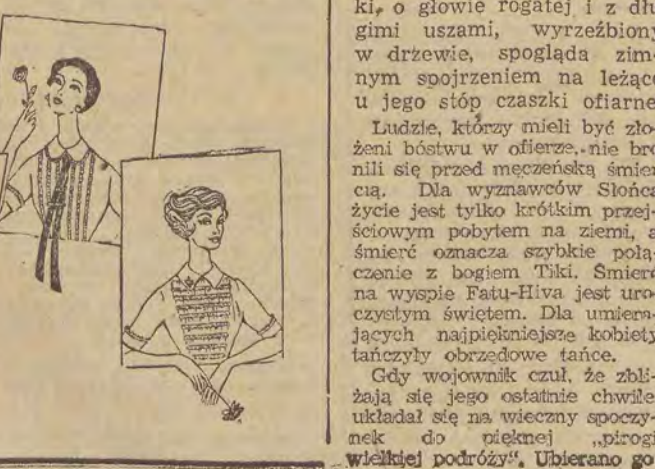 ki, o głowie rogatej i z dłu
gimi uszami, wyrzeźbiony
w drzewie, spogląda zim-
nym spojrzeniem na leżące
u jego stóp czaszki ofiarne
Ludzie, którzy mieli być zło-
żeni bóstwu w ofierze, nie bro
nili się przed męczeńską śmier
cią. Dla wyznawców Słońca
życie jest tylko krótkim przej-
ściowym pobytem na ziemi, a
śmierć oznacza szybkie połą-
czenie z bogiem Tiki. Śmierć
na wyspie Fatu-Hiva jest uro-
czystym świętem. Dla umiera-
jących najpiękniejsze kobiety
tańczyły obrzędowe tańce.
Gdy wojownik czuł, że zbli-
żają się jego ostatnie chwile
układał się na wieczny spoczy-
nek do pięknej „pirogi
wielkiej podróży“. Ubierano go